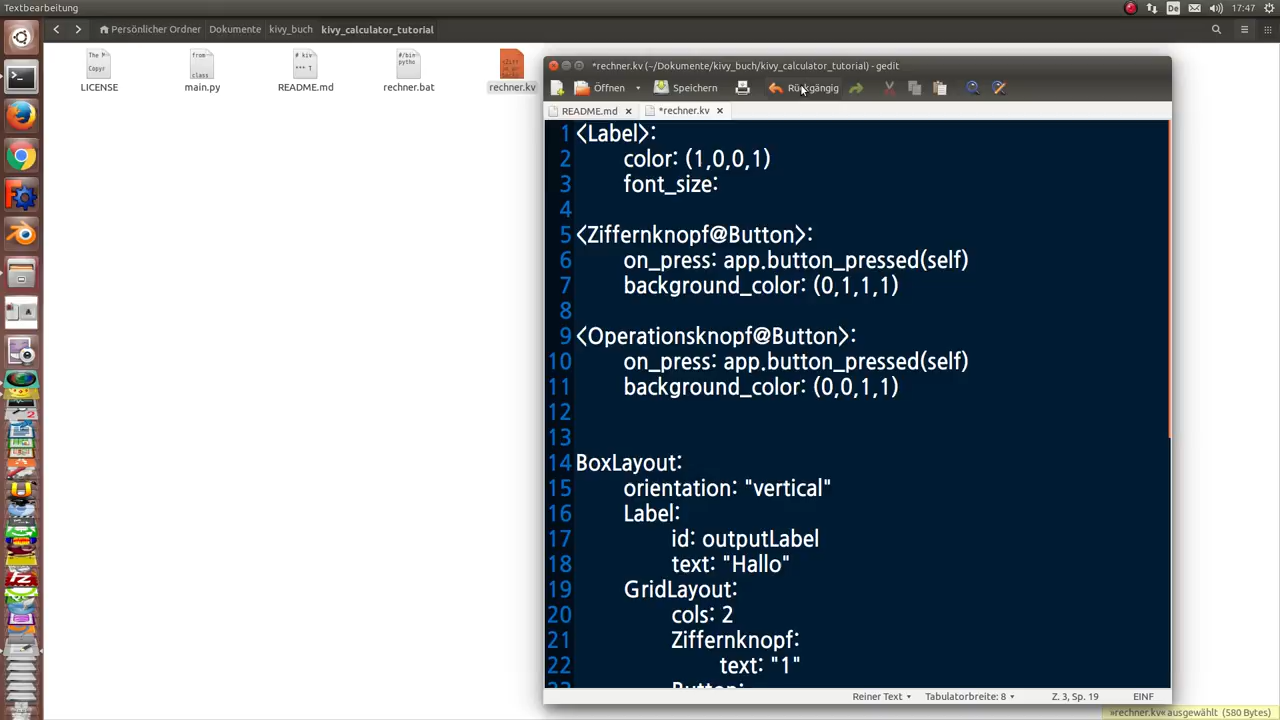 Textbearbeitung
De
17:47
Persönlicher Ordner
Dokumente
kivy_buch
kivy_calculator_tutorial
LICENSE
main.py
README.md
rechner.bat
rechner.kv
*rechner.kv (~/Dokumente/kivy_buch/kivy_calculator_tutorial) - gedit
Öffnen
Speichern
Rückgängig
README.md
*rechner.kv
1 <Label>:
2 color: (1,0,0,1)
3 font_size:
4
5 <Ziffernknopf@Button>:
6 on_press: app.button_pressed(self)
7 background_color: (0,1,1,1)
8
9 <Operationsknopf@Button>:
10 on_press: app.button_pressed(self)
11 background_color: (0,0,1,1)
12
13
14 BoxLayout:
15 orientation: "vertical"
16 Label:
17 id: outputLabel
18 text: "Hallo"
19 GridLayout:
20 cols: 2
21 Ziffernknopf:
22 text: "1"
23 Button:
Reiner Text
Tabulatorbreite: 8
Z. 3, Sp. 19
EINF
»rechner.kv« ausgewählt (580 Bytes)